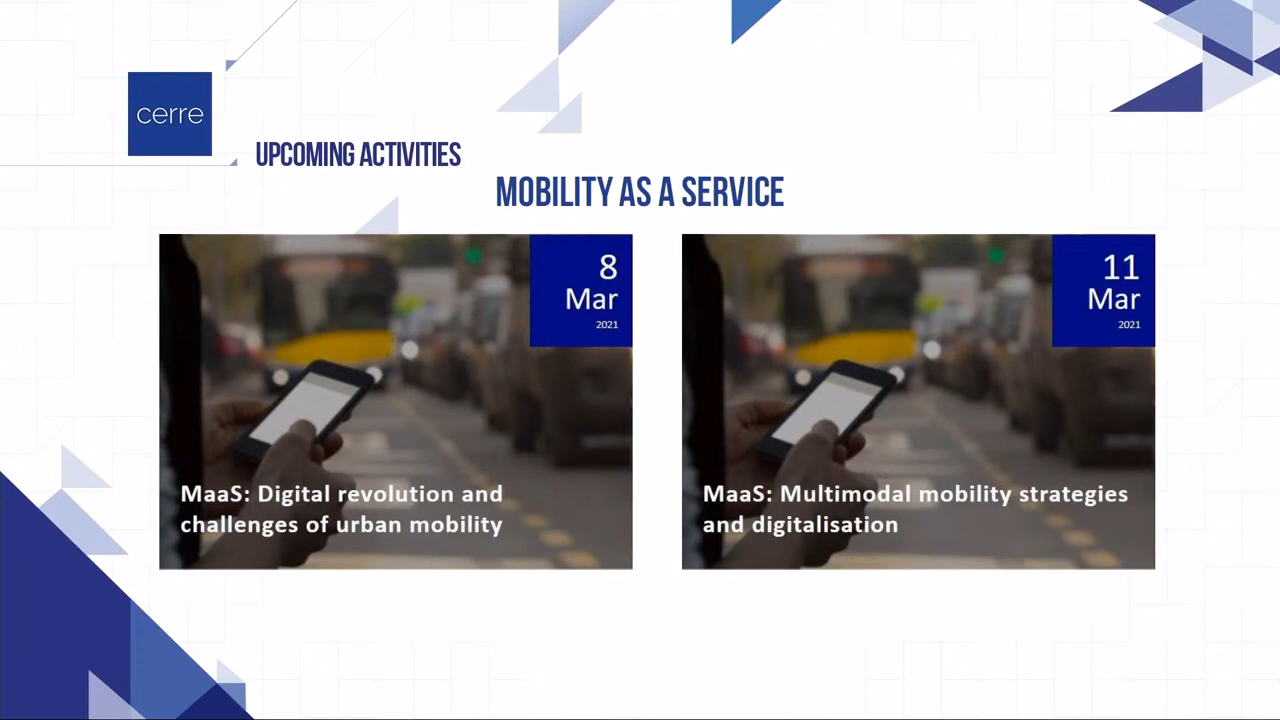 cerre
UPCOMING ACTIVITIES
MOBILITY AS A SERVICE
8
Mar
2021
MaaS: Digital revolution and
challenges of urban mobility
11
Mar
2021
MaaS: Multimodal mobility strategies
and digitalisation